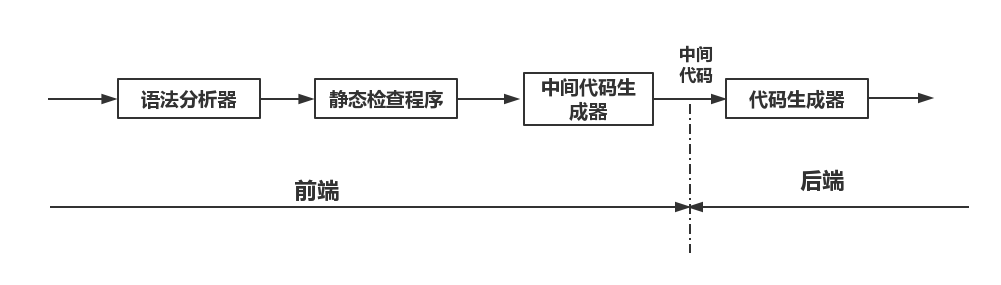 中间
代码
语法分析器
静态检查程序
中间代码生
成器
代码生成器
前端
后端